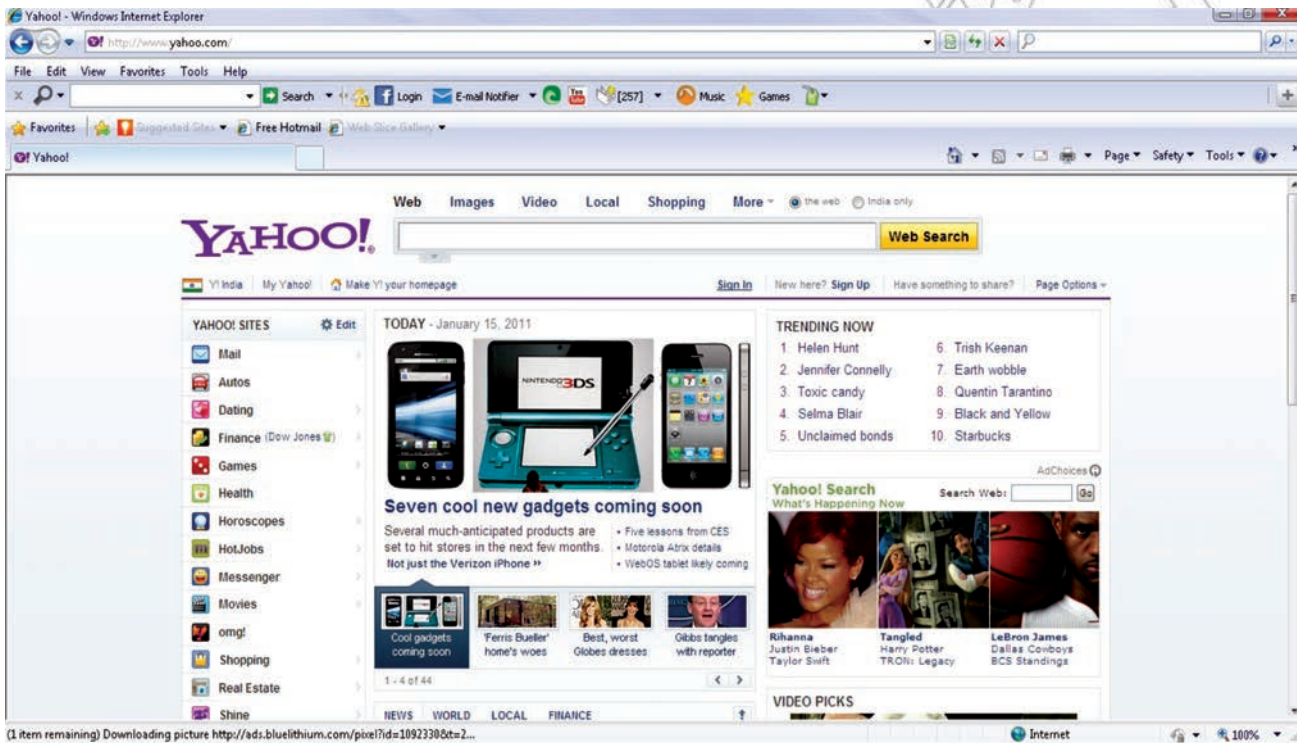 Yahoo! - Windows Internet Explorer
http://www.yahoo.com/
File Edit View Favorites Tools Help
Search Login E-mail Notifier You Tube [257] Music Games
Favorites Suggested Sites Free Hotmail Web Slice Gallery
Yahoo!
Page Safety Tools
Web Images Video Local Shopping More the web India only
YAHOO!
Web Search
Y! India My Yahoo! Make Y! your homepage Sign In New here? Sign Up Have something to share? Page Options
YAHOO! SITES Edit
Mail
Autos
Dating
Finance (Dow Jones)
Games
Health
Horoscopes
HotJobs
Messenger
Movies
omg!
Shopping
Real Estate
Shine
TODAY - January 15, 2011
NINTENDO 3DS
Seven cool new gadgets coming soon
Several much-anticipated products are
set to hit stores in the next few months.
Not just the Verizon iPhone »
• Five lessons from CES
• Motorola Atrix details
• WebOS tablet likely coming
Cool gadgets
coming soon
'Ferris Bueller'
home's woes
Best, worst
Globes dresses
Gibbs tangles
with reporter
1 - 4 of 44
NEWS WORLD LOCAL FINANCE
TRENDING NOW
1. Helen Hunt
2. Jennifer Connelly
3. Toxic candy
4. Selma Blair
5. Unclaimed bonds
6. Trish Keenan
7. Earth wobble
8. Quentin Tarantino
9. Black and Yellow
10. Starbucks
AdChoices
Yahoo! Search
What's Happening Now
Search Web: Go
Rihanna
Justin Bieber
Taylor Swift
Tangled
Harry Potter
TRON: Legacy
LeBron James
Dallas Cowboys
BCS Standings
VIDEO PICKS
(1 item remaining) Downloading picture http://ads.bluelithium.com/pixel?id=1092330&t=2...
Internet
100%